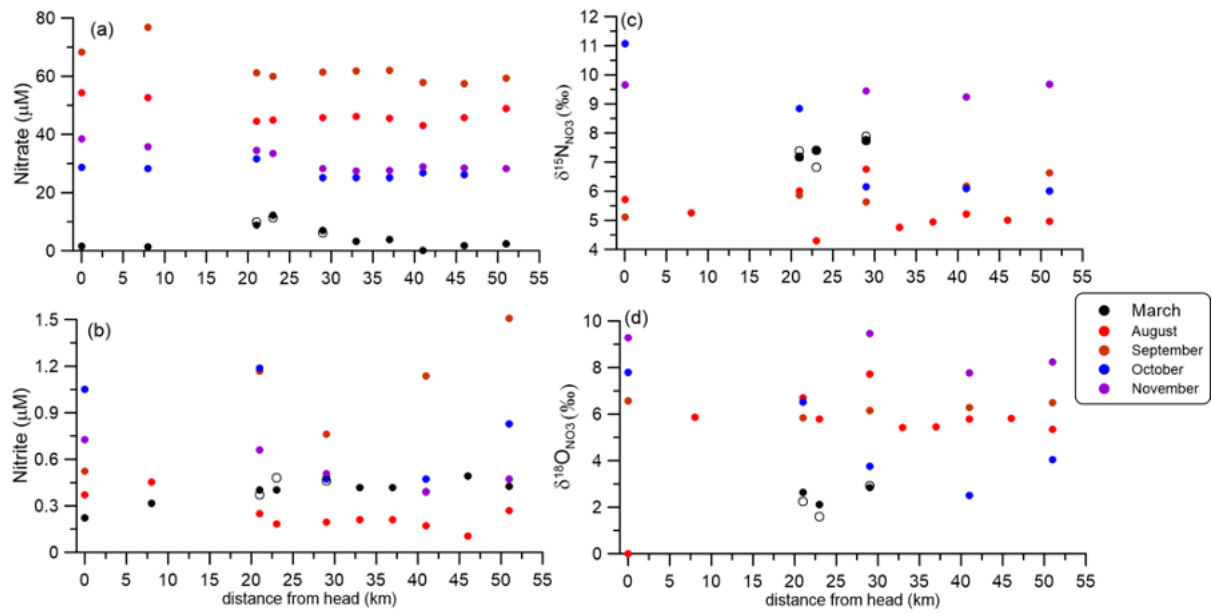 (a)
Nitrate (µM)
80
60
40
20
0
0 5 10 15 20 25 30 35 40 45 50 55
(c)
δ¹⁵N_NO3 (‰)
12
11
10
9
8
7
6
5
4
0 5 10 15 20 25 30 35 40 45 50 55
(b)
Nitrite (µM)
1.5
1.2
0.9
0.6
0.3
0
0 5 10 15 20 25 30 35 40 45 50 55
distance from head (km)
(d)
δ¹⁸O_NO3 (‰)
10
8
6
4
2
0
0 5 10 15 20 25 30 35 40 45 50 55
distance from head (km)
March
August
September
October
November